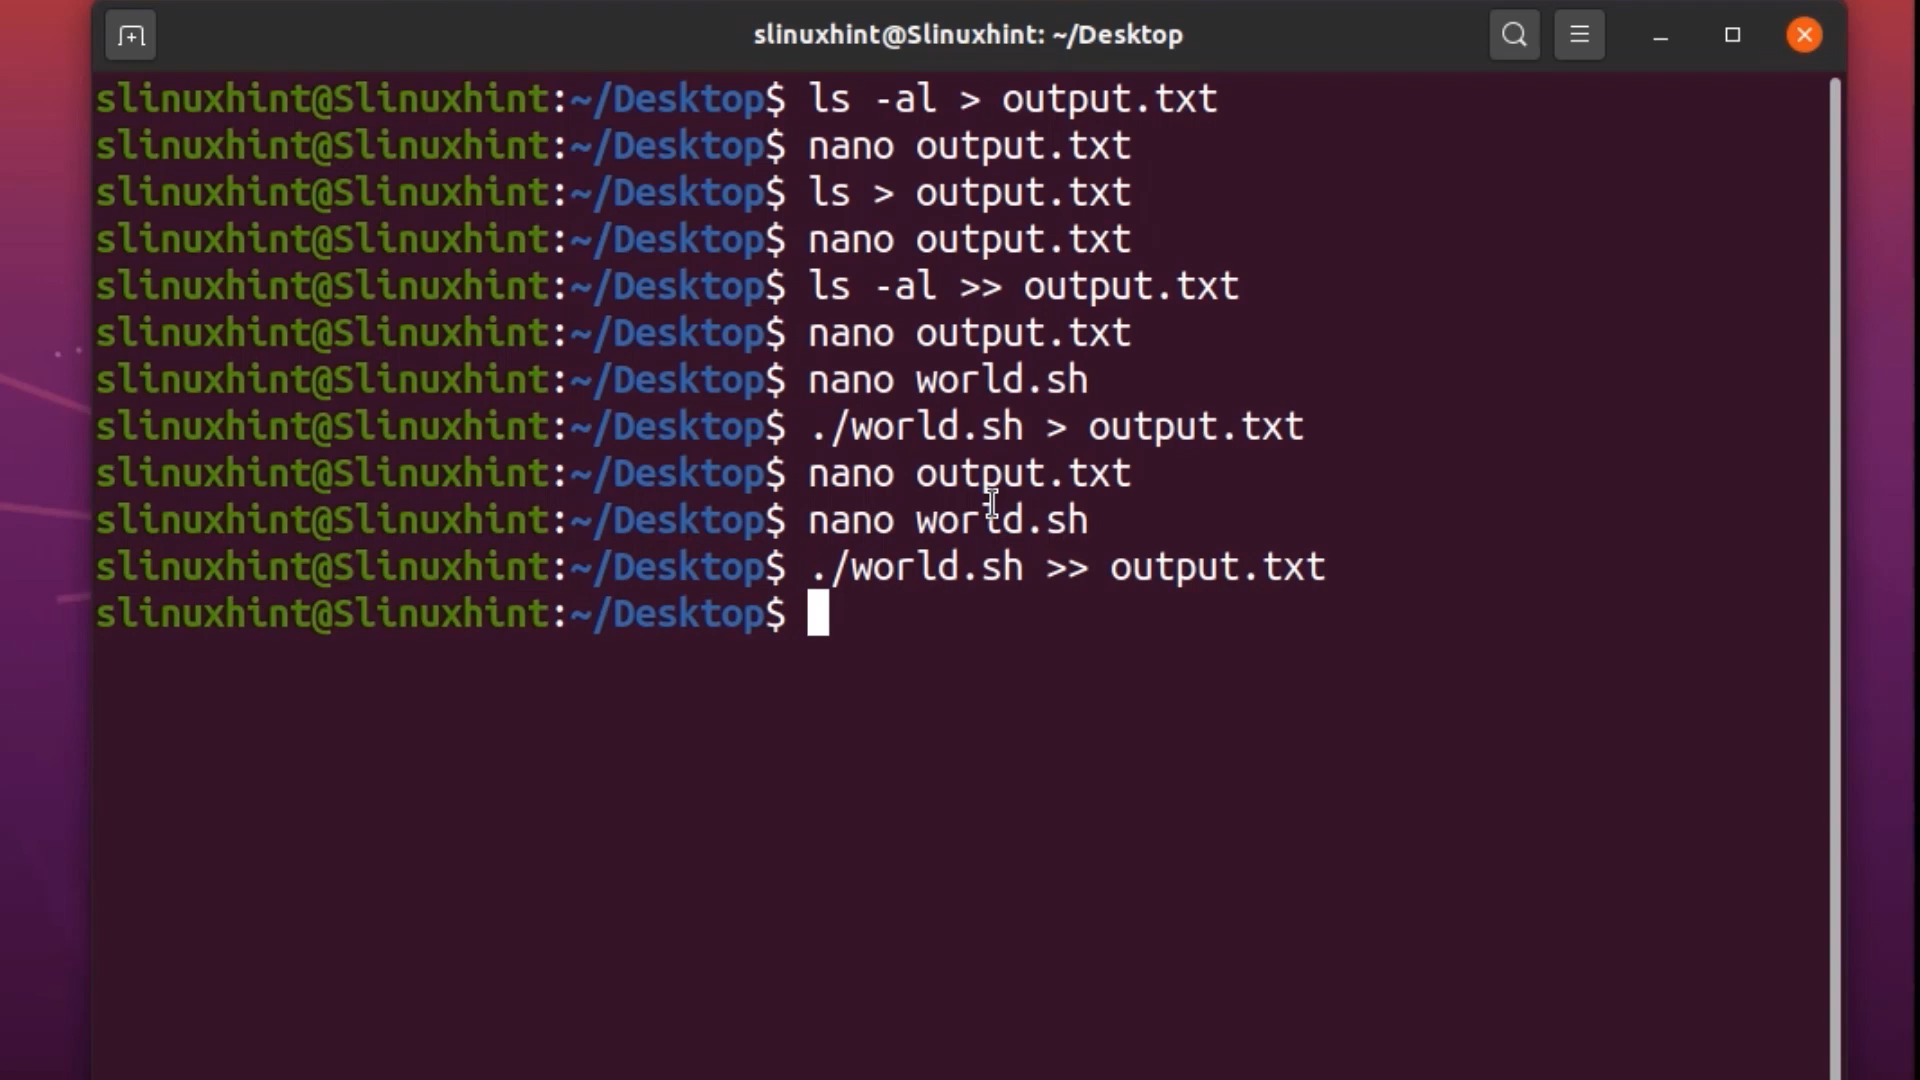 slinuxhint@Slinuxhint: ~/Desktop
slinuxhint@Slinuxhint:~/Desktop$ ls -al > output.txt
slinuxhint@Slinuxhint:~/Desktop$ nano output.txt
slinuxhint@Slinuxhint:~/Desktop$ ls > output.txt
slinuxhint@Slinuxhint:~/Desktop$ nano output.txt
slinuxhint@Slinuxhint:~/Desktop$ ls -al >> output.txt
slinuxhint@Slinuxhint:~/Desktop$ nano output.txt
slinuxhint@Slinuxhint:~/Desktop$ nano world.sh
slinuxhint@Slinuxhint:~/Desktop$ ./world.sh > output.txt
slinuxhint@Slinuxhint:~/Desktop$ nano output.txt
slinuxhint@Slinuxhint:~/Desktop$ nano world.sh
slinuxhint@Slinuxhint:~/Desktop$ ./world.sh >> output.txt
slinuxhint@Slinuxhint:~/Desktop$